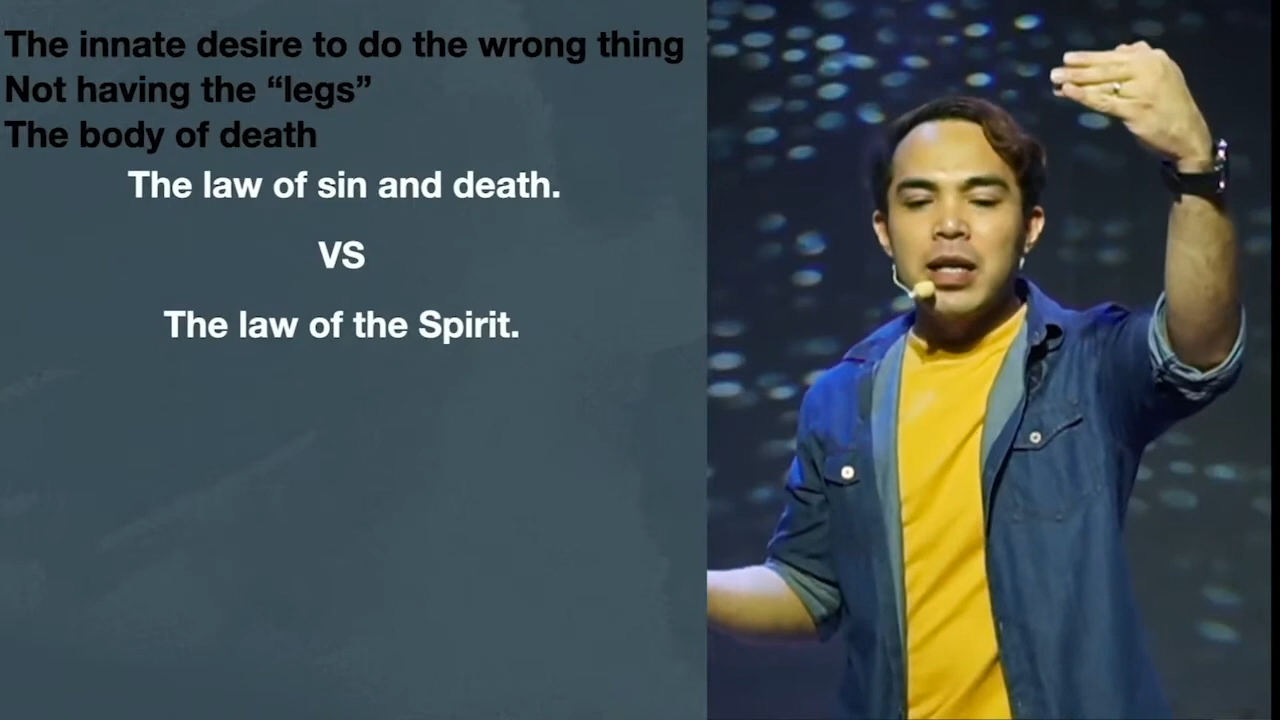 The innate desire to do the wrong thing
Not having the “legs”
The body of death
The law of sin and death.
VS
The law of the Spirit.